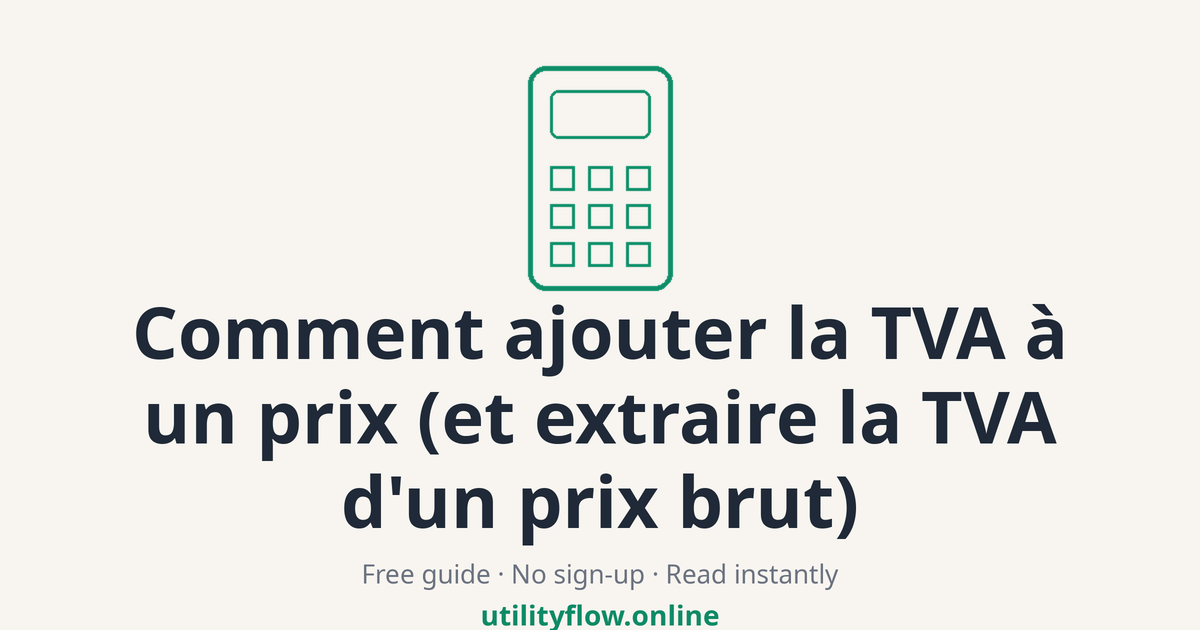 Comment ajouter la TVA à
un prix (et extraire la TVA
d'un prix brut)
Free guide · No sign-up · Read instantly
utilityflow.online